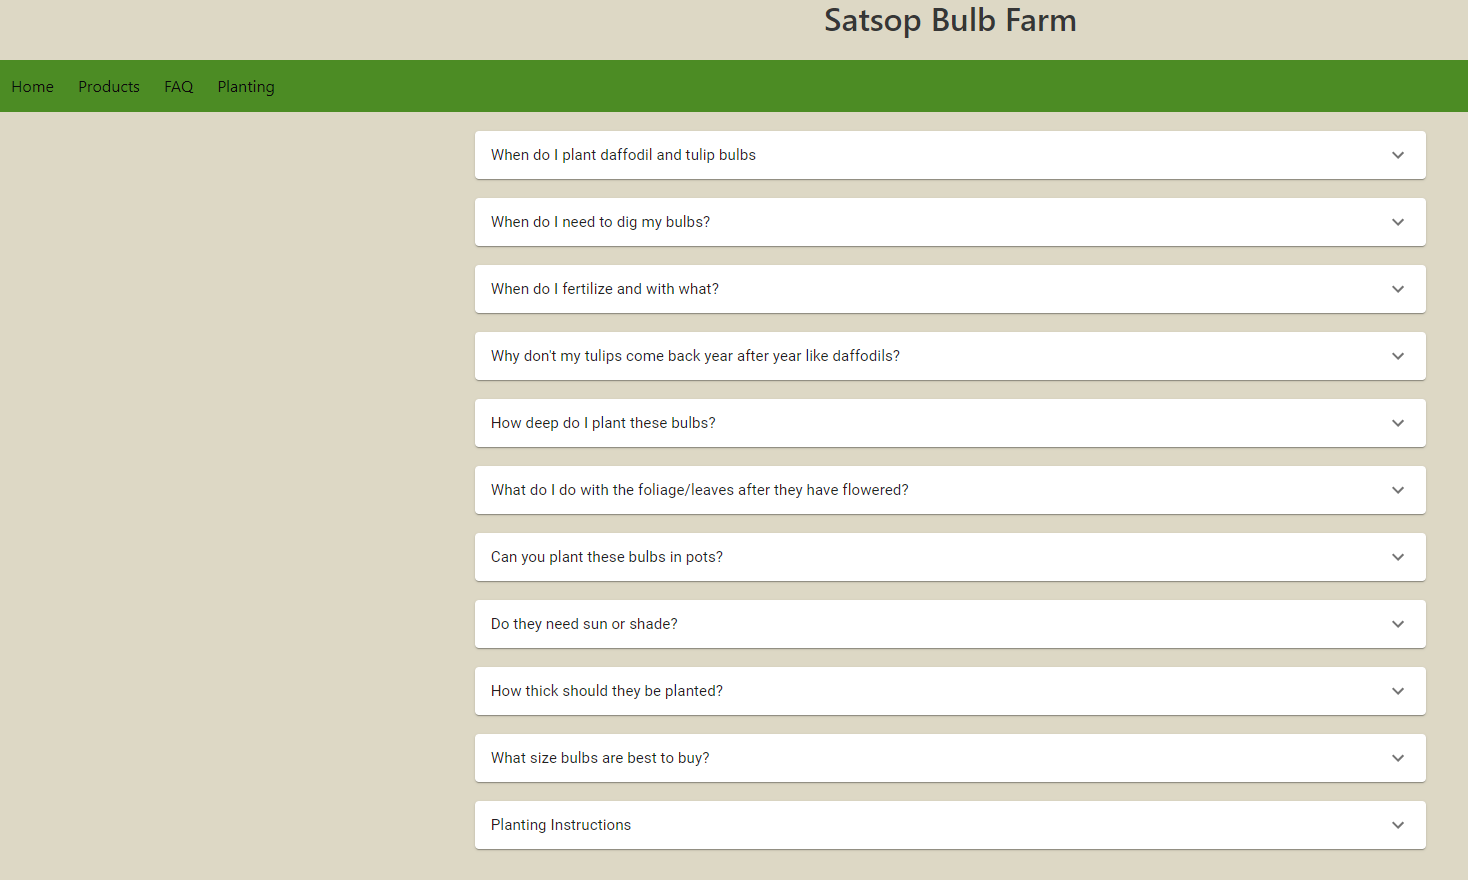 Satsop Bulb Farm
Home Products FAQ Planting
When do I plant daffodil and tulip bulbs
When do I need to dig my bulbs?
When do I fertilize and with what?
Why don't my tulips come back year after year like daffodils?
How deep do I plant these bulbs?
What do I do with the foliage/leaves after they have flowered?
Can you plant these bulbs in pots?
Do they need sun or shade?
How thick should they be planted?
What size bulbs are best to buy?
Planting Instructions